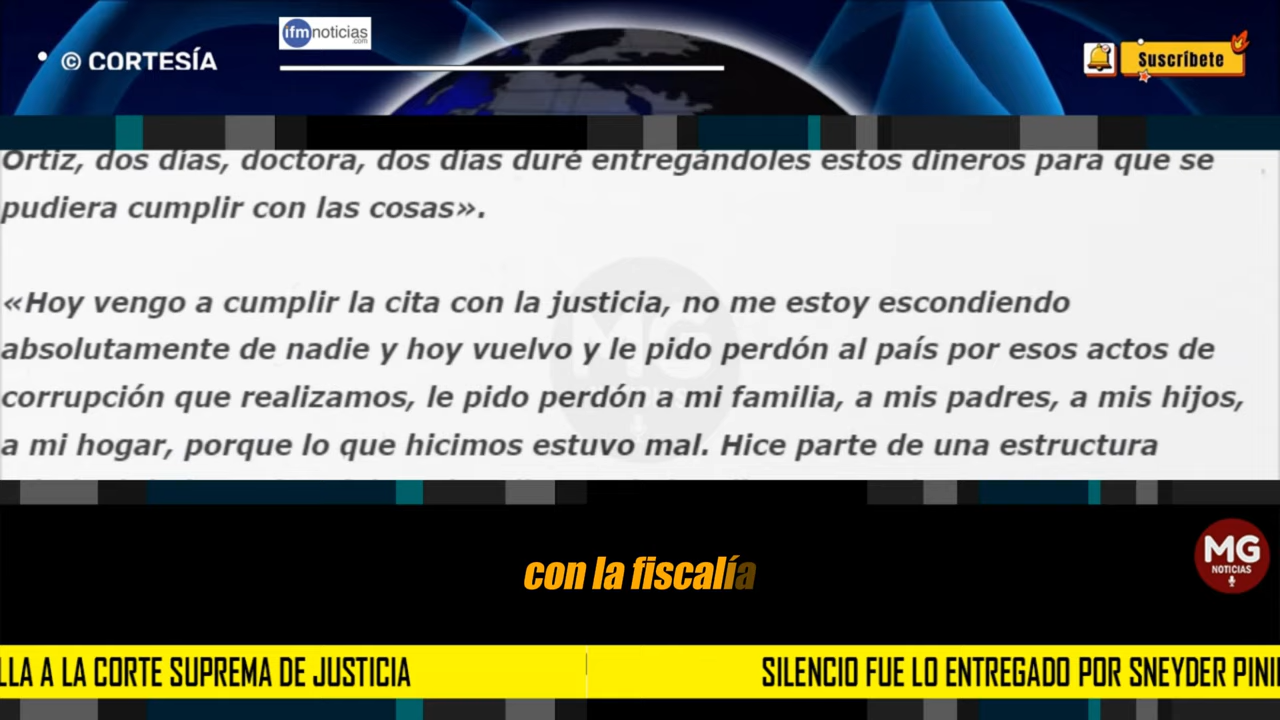 © CORTESÍA
ifmnoticias
.com
Suscríbete
Ortiz, dos días, doctora, dos días duré entregándoles estos dineros para que se
pudiera cumplir con las cosas».
«Hoy vengo a cumplir la cita con la justicia, no me estoy escondiendo
absolutamente de nadie y hoy vuelvo y le pido perdón al país por esos actos de
corrupción que realizamos, le pido perdón a mi familia, a mis padres, a mis hijos,
a mi hogar, porque lo que hicimos estuvo mal. Hice parte de una estructura
con la fiscalía
MG
NOTICIAS
LLA A LA CORTE SUPREMA DE JUSTICIA
SILENCIO FUE LO ENTREGADO POR SNEYDER PINI